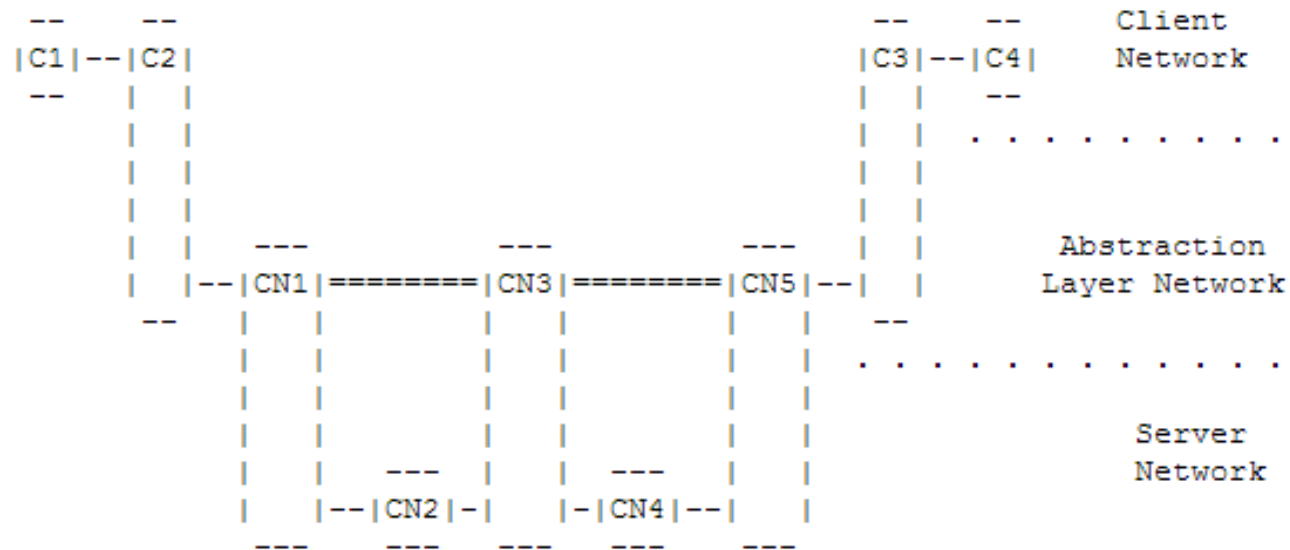 --     --                                                          --     --        Client
|C1|--|C2|                                                        |C3|--|C4|      Network
 --    |  |                                                        |  |   --
       |  |                                                        |  |  . . . . . . . . .
       |  |                                                        |  |
       |  |                                                        |  |
       |  |    ---              ---              ---               |  |      Abstraction
       |  |--|CN1|========|CN3|========|CN5|--|  |     Layer Network
        --   |   |        |   |        |   |   --
             |   |        |   |        |   |  . . . . . . . . . . . .
             |   |        |   |        |   |
             |   |        |   |        |   |            Server
             |   |   ---  |   |  ---   |   |            Network
             |   |--|CN2|-|   |-|CN4|--|   |
              ---    ---   ---   ---    ---